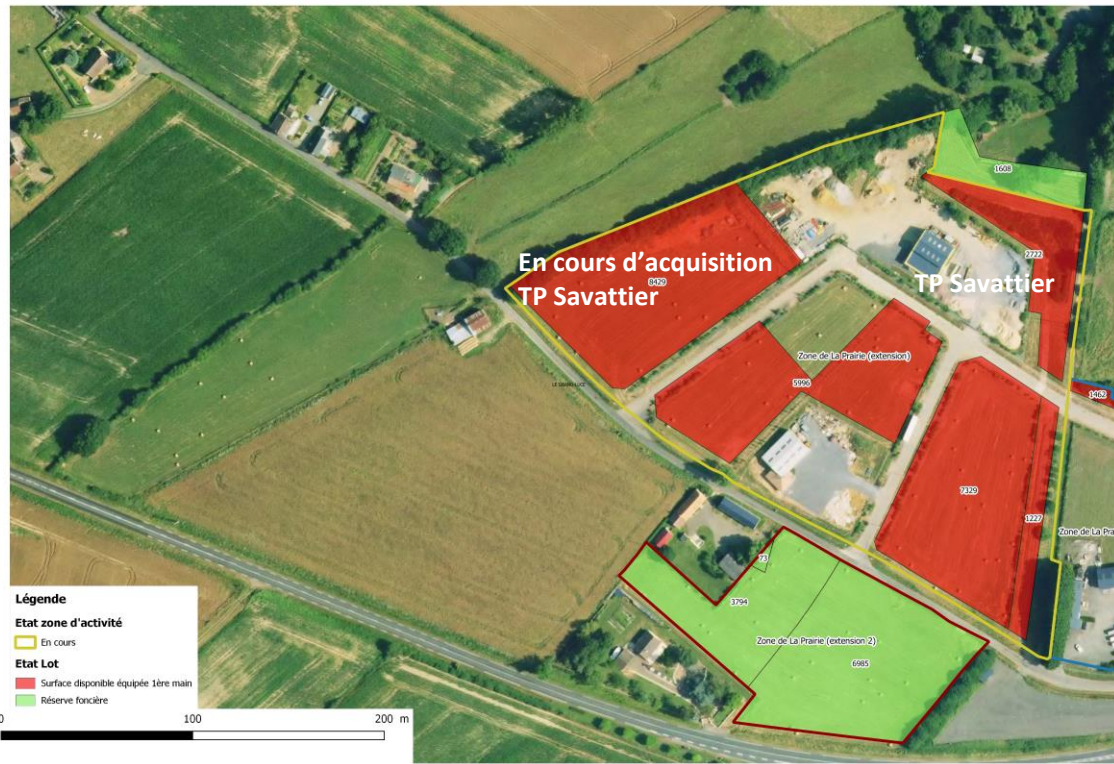 1608
En cours d'acquisition
8429
TP Savattier
2722
TP Savattier
Zone de La Prairie (extension)
5996
1462
7329
1227
Zone de La Pra
73
3794
Zone de La Prairie (extension 2)
6985
Légende
Etat zone d'activité
En cours
Etat Lot
Surface disponible équipée 1ère main
Réserve foncière
0 100 200 m